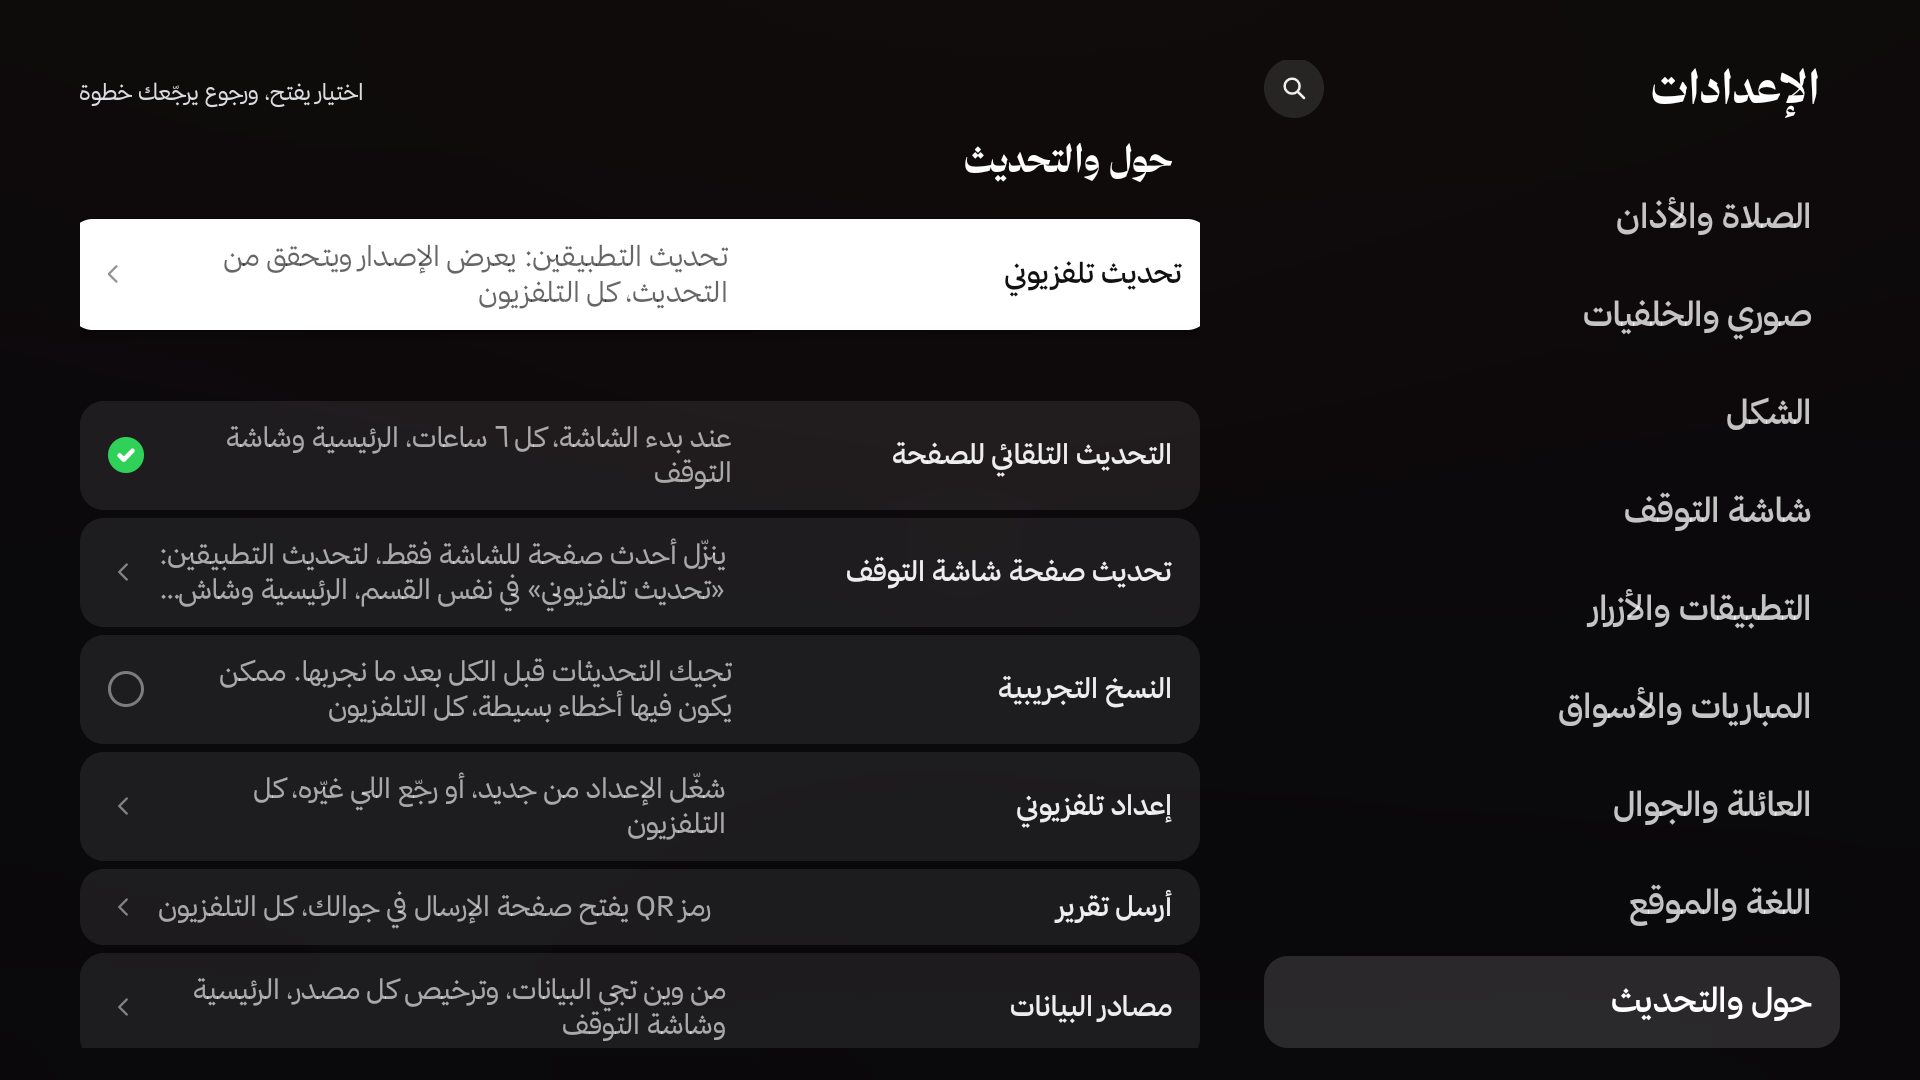 الإعدادات
اختيار يفتح، ورجوع يرجّعك خطوة
الصلاة والأذان
صوري والخلفيات
الشكل
شاشة التوقف
التطبيقات والأزرار
المباريات والأسواق
العائلة والجوال
اللغة والموقع
حول والتحديث
حول والتحديث
تحديث تلفزيوني
تحديث التطبيقين: يعرض الإصدار ويتحقق من
التحديث، كل التلفزيون
التحديث التلقائي للصفحة
عند بدء الشاشة، كل ٦ ساعات، الرئيسية وشاشة
التوقف
تحديث صفحة شاشة التوقف
ينزّل أحدث صفحة للشاشة فقط، لتحديث التطبيقين:
«تحديث تلفزيوني» في نفس القسم، الرئيسية وشاش...
النسخ التجريبية
تجيك التحديثات قبل الكل بعد ما نجربها. ممكن
يكون فيها أخطاء بسيطة، كل التلفزيون
إعداد تلفزيوني
شغّل الإعداد من جديد، أو رجّع اللي غيّره، كل
التلفزيون
أرسل تقرير
رمز QR يفتح صفحة الإرسال في جوالك، كل التلفزيون
مصادر البيانات
من وين تجي البيانات، وترخيص كل مصدر، الرئيسية
وشاشة التوقف